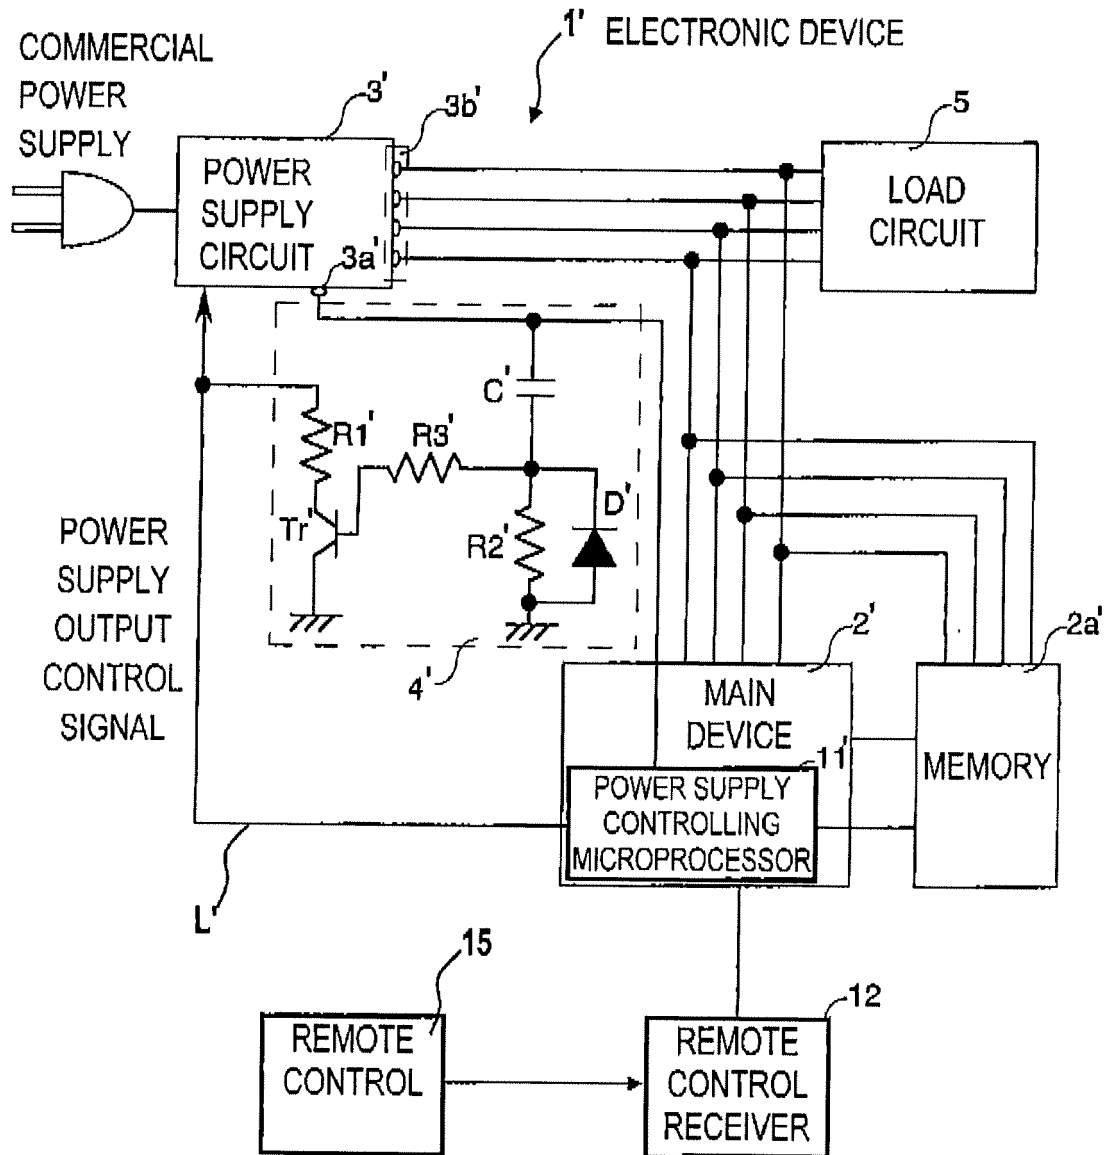 1' ELECTRONIC DEVICE
COMMERCIAL
POWER
SUPPLY
3'
3b'
5
POWER
SUPPLY
CIRCUIT
3a'
LOAD
CIRCUIT
C'
R1'
R3'
Tr'
R2'
D'
POWER
SUPPLY
OUTPUT
CONTROL
SIGNAL
4'
2'
2a'
MAIN
DEVICE
11'
POWER SUPPLY
CONTROLLING
MICROPROCESSOR
MEMORY
L'
15
12
REMOTE
CONTROL
REMOTE
CONTROL
RECEIVER